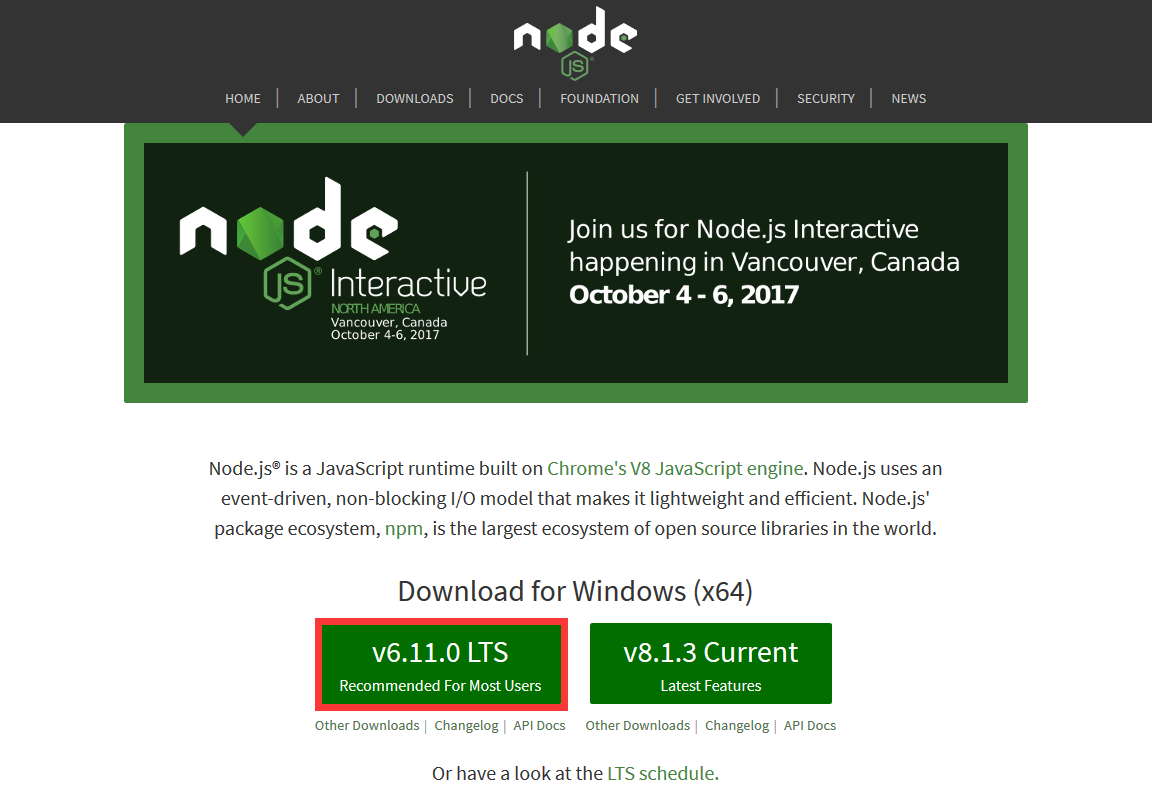 node
JS
HOME | ABOUT | DOWNLOADS | DOCS | FOUNDATION | GET INVOLVED | SECURITY | NEWS
node
JS® Interactive
NORTH AMERICA
Vancouver, Canada
October 4-6, 2017
Join us for Node.js Interactive
happening in Vancouver, Canada
October 4 - 6, 2017
Node.js® is a JavaScript runtime built on Chrome's V8 JavaScript engine. Node.js uses an
event-driven, non-blocking I/O model that makes it lightweight and efficient. Node.js'
package ecosystem, npm, is the largest ecosystem of open source libraries in the world.
Download for Windows (x64)
v6.11.0 LTS
Recommended For Most Users
Other Downloads | Changelog | API Docs
v8.1.3 Current
Latest Features
Other Downloads | Changelog | API Docs
Or have a look at the LTS schedule.